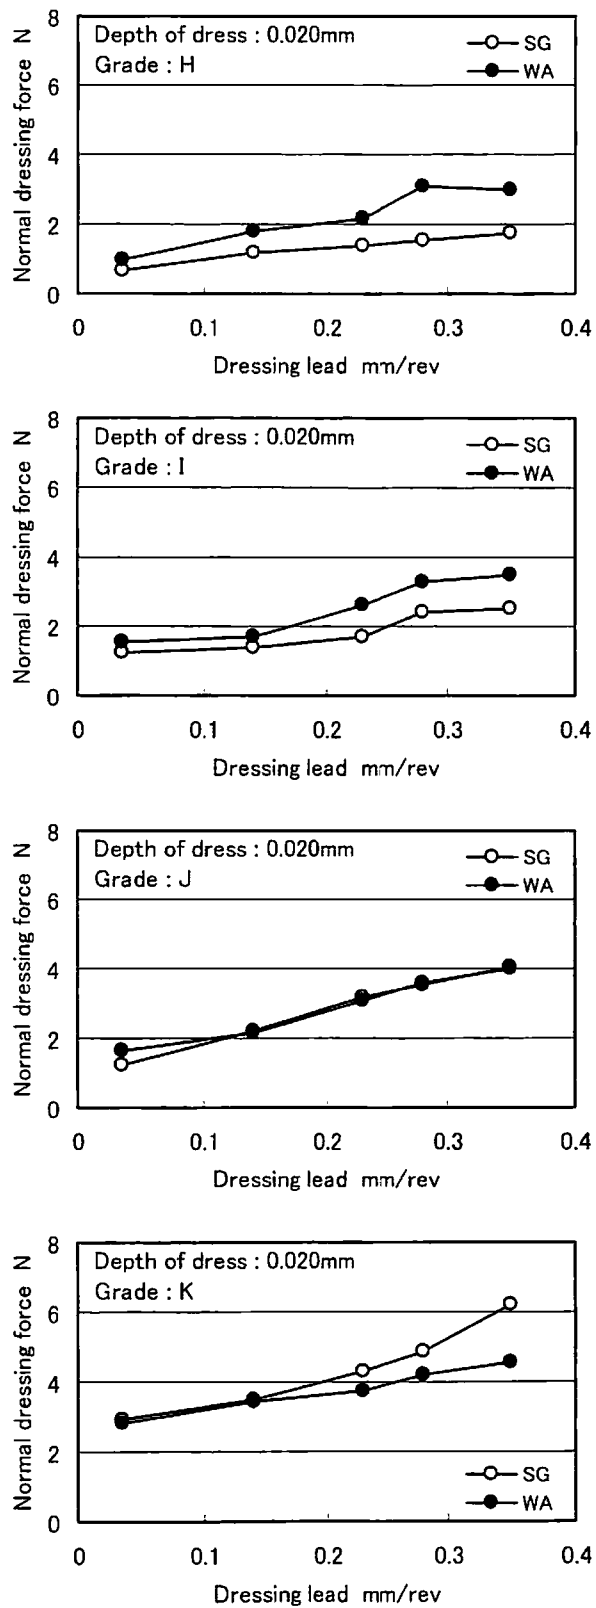 Depth of dress : 0.020mm
Grade : H
SG
WA
Normal dressing force N
8
6
4
2
0
0 0.1 0.2 0.3 0.4
Dressing lead mm/rev
Depth of dress : 0.020mm
Grade : I
SG
WA
Normal dressing force N
8
6
4
2
0
0 0.1 0.2 0.3 0.4
Dressing lead mm/rev
Depth of dress : 0.020mm
Grade : J
SG
WA
Normal dressing force N
8
6
4
2
0
0 0.1 0.2 0.3 0.4
Dressing lead mm/rev
Depth of dress : 0.020mm
Grade : K
Normal dressing force N
8
6
4
2
0
SG
WA
0 0.1 0.2 0.3 0.4
Dressing lead mm/rev